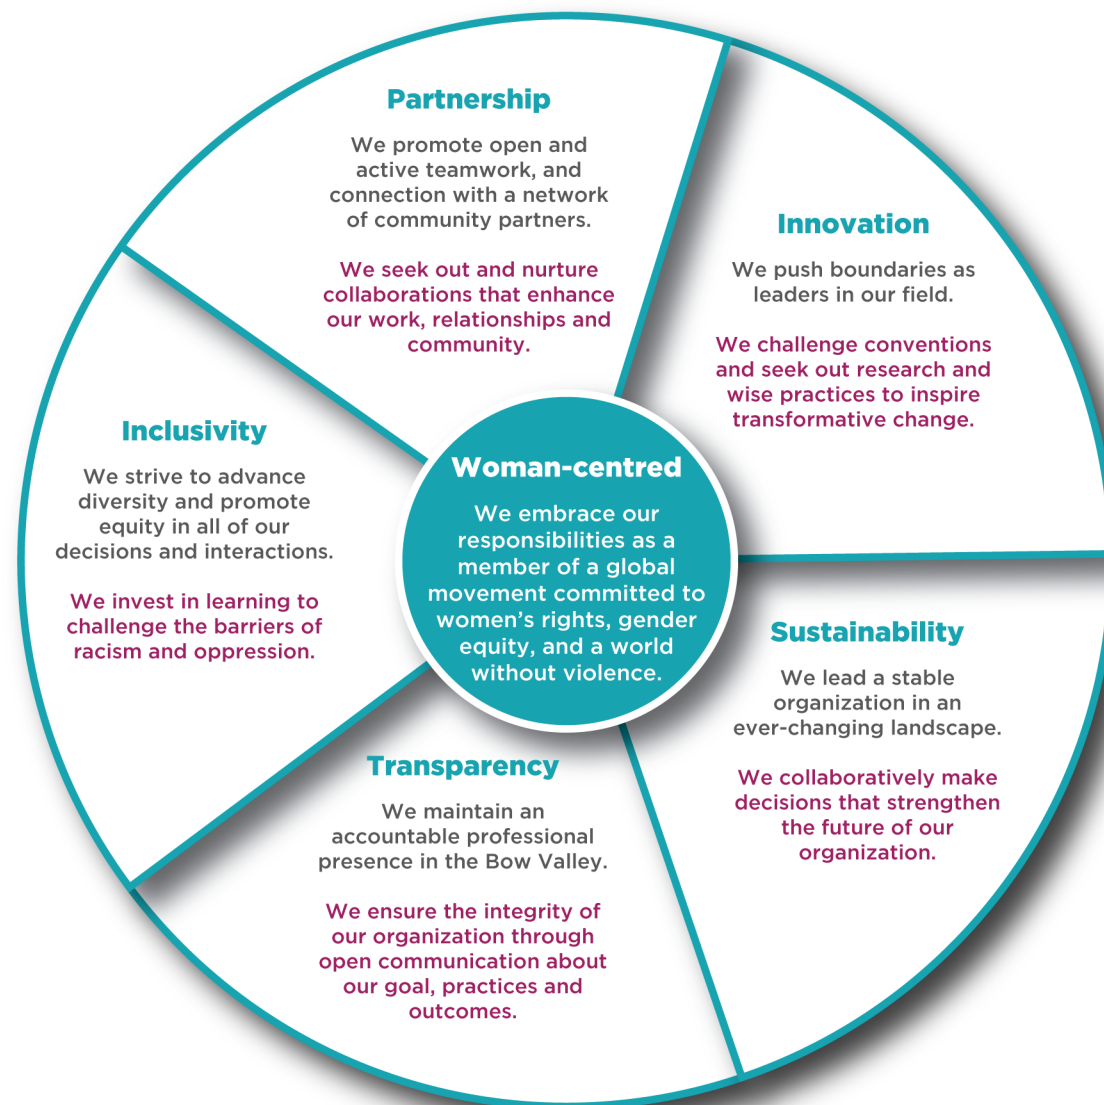 Partnership
We promote open and
active teamwork, and
connection with a network
of community partners.
We seek out and nurture
collaborations that enhance
our work, relationships and
community.
Innovation
We push boundaries as
leaders in our field.
We challenge conventions
and seek out research and
wise practices to inspire
transformative change.
Inclusivity
We strive to advance
diversity and promote
equity in all of our
decisions and interactions.
We invest in learning to
challenge the barriers of
racism and oppression.
Woman-centred
We embrace our
responsibilities as a
member of a global
movement committed to
women’s rights, gender
equity, and a world
without violence.
Sustainability
We lead a stable
organization in an
ever-changing landscape.
We collaboratively make
decisions that strengthen
the future of our
organization.
Transparency
We maintain an
accountable professional
presence in the Bow Valley.
We ensure the integrity of
our organization through
open communication about
our goal, practices and
outcomes.